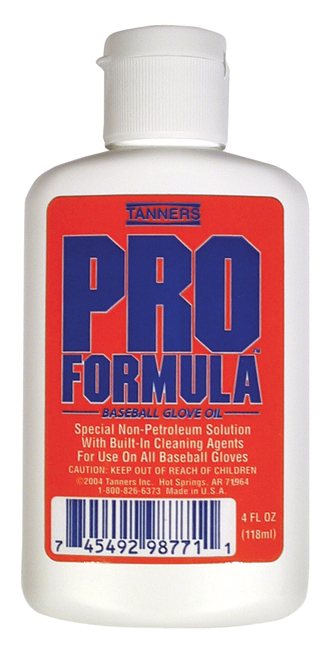 TANNERS
PRO
FORMULA™
BASEBALL GLOVE OIL
Special Non-Petroleum Solution
With Built-In Cleaning Agents
For Use On All Baseball Gloves
CAUTION: KEEP OUT OF REACH OF CHILDREN
©2004 Tanners Inc. Hot Springs, AR 71964
1-800-826-6373 Made in U.S.A.
4 FL OZ
(118ml)
7 45492 98771 1